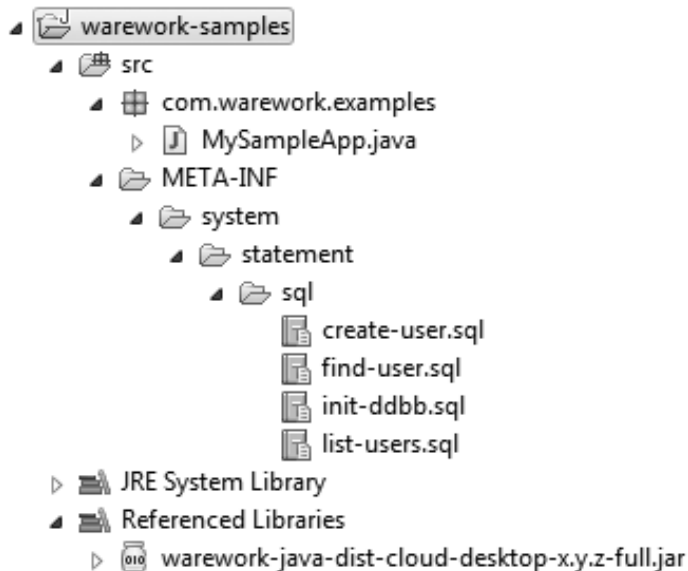 warework-samples
src
com.warework.examples
MySampleApp.java
META-INF
system
statement
sql
create-user.sql
find-user.sql
init-ddbb.sql
list-users.sql
JRE System Library
Referenced Libraries
warework-java-dist-cloud-desktop-x.y.z-full.jar